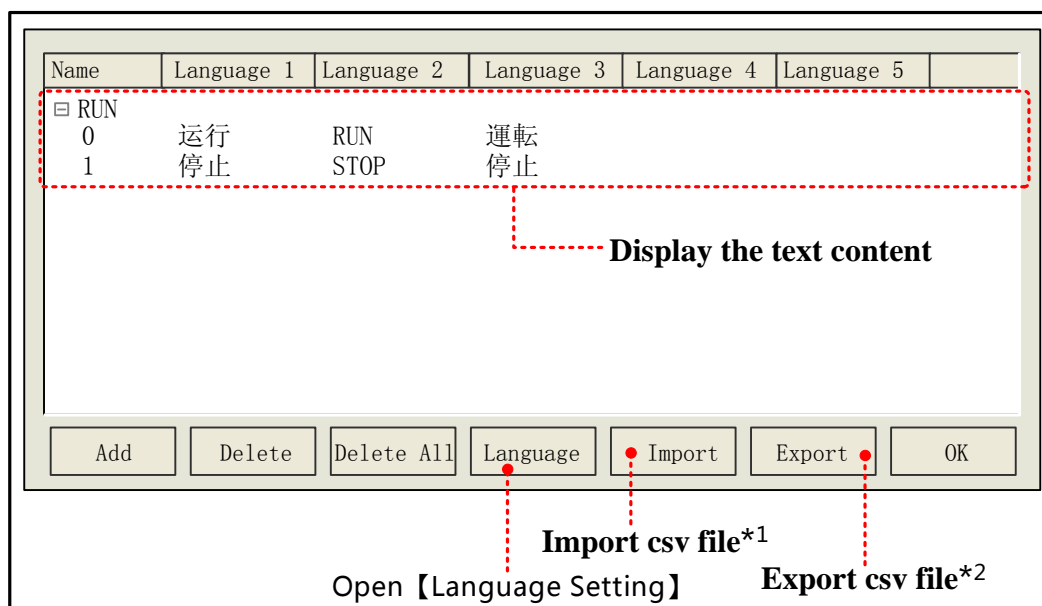 Name Language 1 Language 2 Language 3 Language 4 Language 5
RUN
0 运行 RUN 運転
1 停止 STOP 停止
Display the text content
Add Delete Delete All Language Import Export OK
Import csv file*1
Open【Language Setting】 Export csv file*2